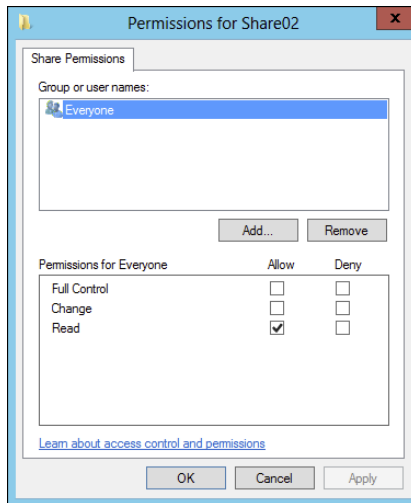 Permissions for Share02
x
Share Permissions
Group or user names:
Everyone
Add... Remove
Permissions for Everyone Allow Deny
Full Control
Change
Read
Learn about access control and permissions
OK Cancel Apply